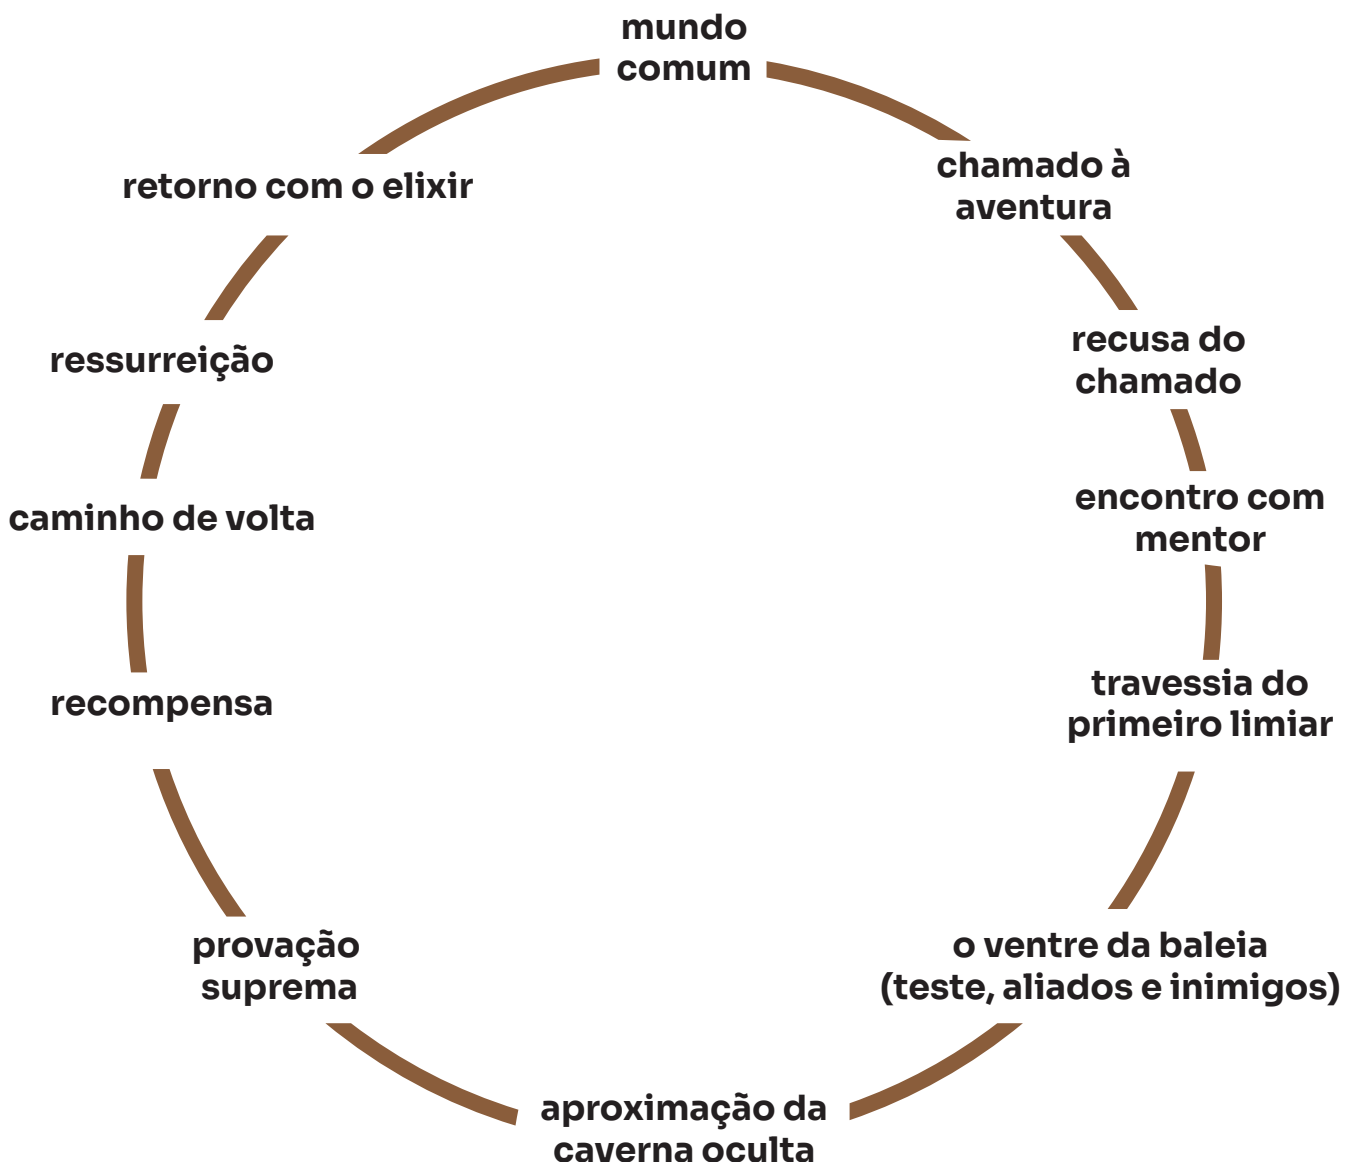 mundo
comum
chamado à
aventura
recusa do
chamado
encontro com
mentor
travessia do
primeiro limiar
o ventre da baleia
(teste, aliados e inimigos)
aproximação da
caverna oculta
provação
suprema
recompensa
caminho de volta
ressurreição
retorno com o elixir